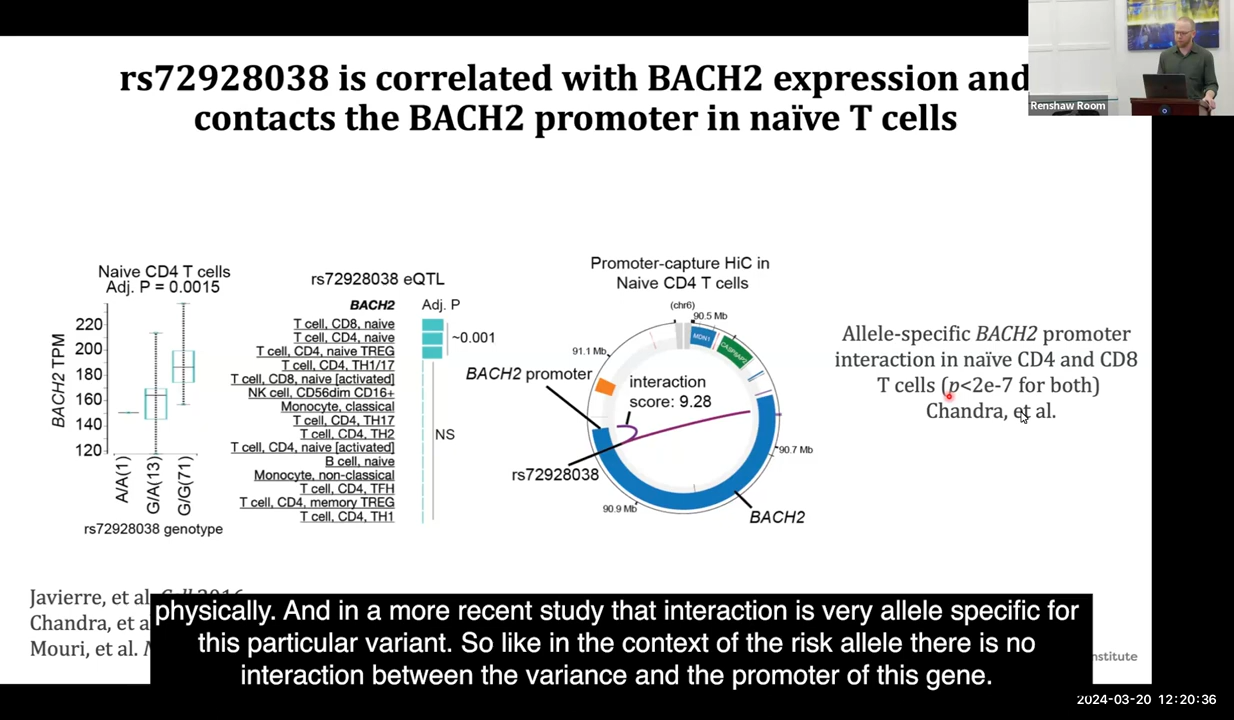 rs72928038 is correlated with BACH2 expression and
contacts the BACH2 promoter in naïve T cells
Renshaw Room
Naive CD4 T cells
Adj. P = 0.0015
BACH2 TPM
220
200
180
160
140
120
A/A(1)
G/A(13)
G/G(71)
rs72928038 genotype
rs72928038 eQTL
BACH2
Adj. P
T cell, CD8, naive
T cell, CD4, naive
T cell, CD4, naive TREG
T cell, CD4, TH1/17
T cell, CD8, naive [activated]
NK cell, CD56dim CD16+
Monocyte, classical
T cell, CD4, TH17
T cell, CD4, TH2
T cell, CD4, naive [activated]
B cell, naive
Monocyte, non-classical
T cell, CD4, TFH
T cell, CD4, memory TREG
T cell, CD4, TH1
~0.001
NS
Promoter-capture HiC in
Naive CD4 T cells
(chr6)
90.5 Mb
MDN1
CASP8AP2
91.1 Mb
BACH2 promoter
interaction
score: 9.28
rs72928038
90.7 Mb
90.9 Mb
BACH2
Allele-specific BACH2 promoter
interaction in naïve CD4 and CD8
T cells (p<2e-7 for both)
Chandra, et al.
Javierre, et al
Chandra, et a
Mouri, et al.
physically. And in a more recent study that interaction is very allele specific for
this particular variant. So like in the context of the risk allele there is no
interaction between the variance and the promoter of this gene.
nstitute
2024-03-20 12:20:36